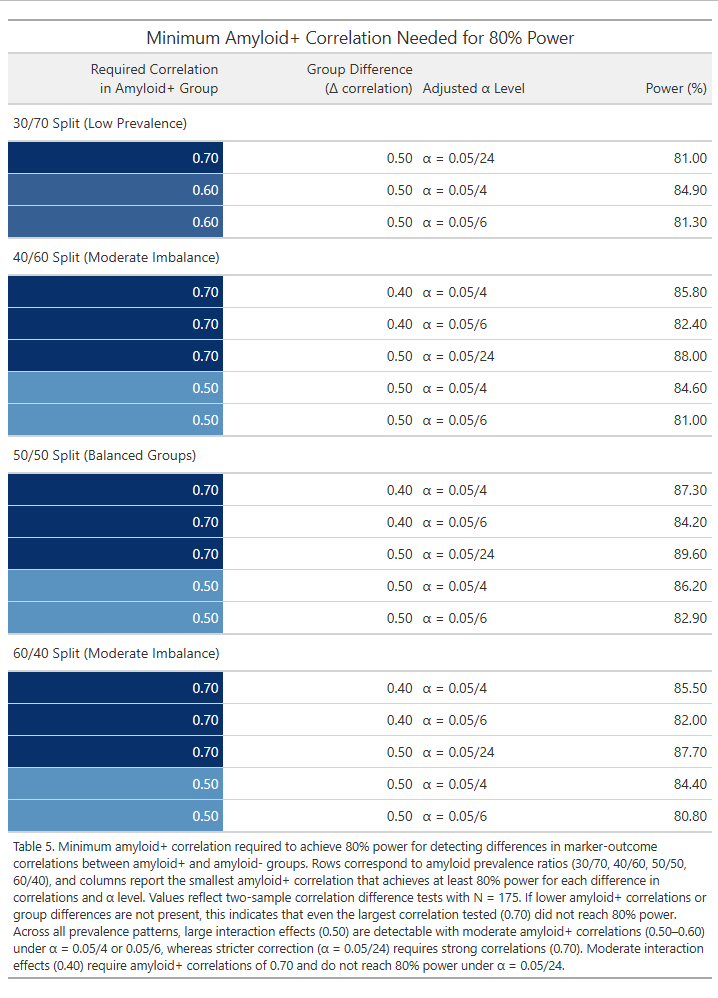 Minimum Amyloid+ Correlation Needed for 80% Power
Required Correlation in Amyloid+ Group Group Difference (Δ correlation) Adjusted α Level Power (%)
30/70 Split (Low Prevalence)
0.70 0.50 α = 0.05/24 81.00
0.60 0.50 α = 0.05/4 84.90
0.60 0.50 α = 0.05/6 81.30
40/60 Split (Moderate Imbalance)
0.70 0.40 α = 0.05/4 85.80
0.70 0.40 α = 0.05/6 82.40
0.70 0.50 α = 0.05/24 88.00
0.50 0.50 α = 0.05/4 84.60
0.50 0.50 α = 0.05/6 81.00
50/50 Split (Balanced Groups)
0.70 0.40 α = 0.05/4 87.30
0.70 0.40 α = 0.05/6 84.20
0.70 0.50 α = 0.05/24 89.60
0.50 0.50 α = 0.05/4 86.20
0.50 0.50 α = 0.05/6 82.90
60/40 Split (Moderate Imbalance)
0.70 0.40 α = 0.05/4 85.50
0.70 0.40 α = 0.05/6 82.00
0.70 0.50 α = 0.05/24 87.70
0.50 0.50 α = 0.05/4 84.40
0.50 0.50 α = 0.05/6 80.80
Table 5. Minimum amyloid+ correlation required to achieve 80% power for detecting differences in marker-outcome
correlations between amyloid+ and amyloid- groups. Rows correspond to amyloid prevalence ratios (30/70, 40/60, 50/50,
60/40), and columns report the smallest amyloid+ correlation that achieves at least 80% power for each difference in
correlations and α level. Values reflect two-sample correlation difference tests with N = 175. If lower amyloid+ correlations or
group differences are not present, this indicates that even the largest correlation tested (0.70) did not reach 80% power.
Across all prevalence patterns, large interaction effects (0.50) are detectable with moderate amyloid+ correlations (0.50–0.60)
under α = 0.05/4 or 0.05/6, whereas stricter correction (α = 0.05/24) requires strong correlations (0.70). Moderate interaction
effects (0.40) require amyloid+ correlations of 0.70 and do not reach 80% power under α = 0.05/24.